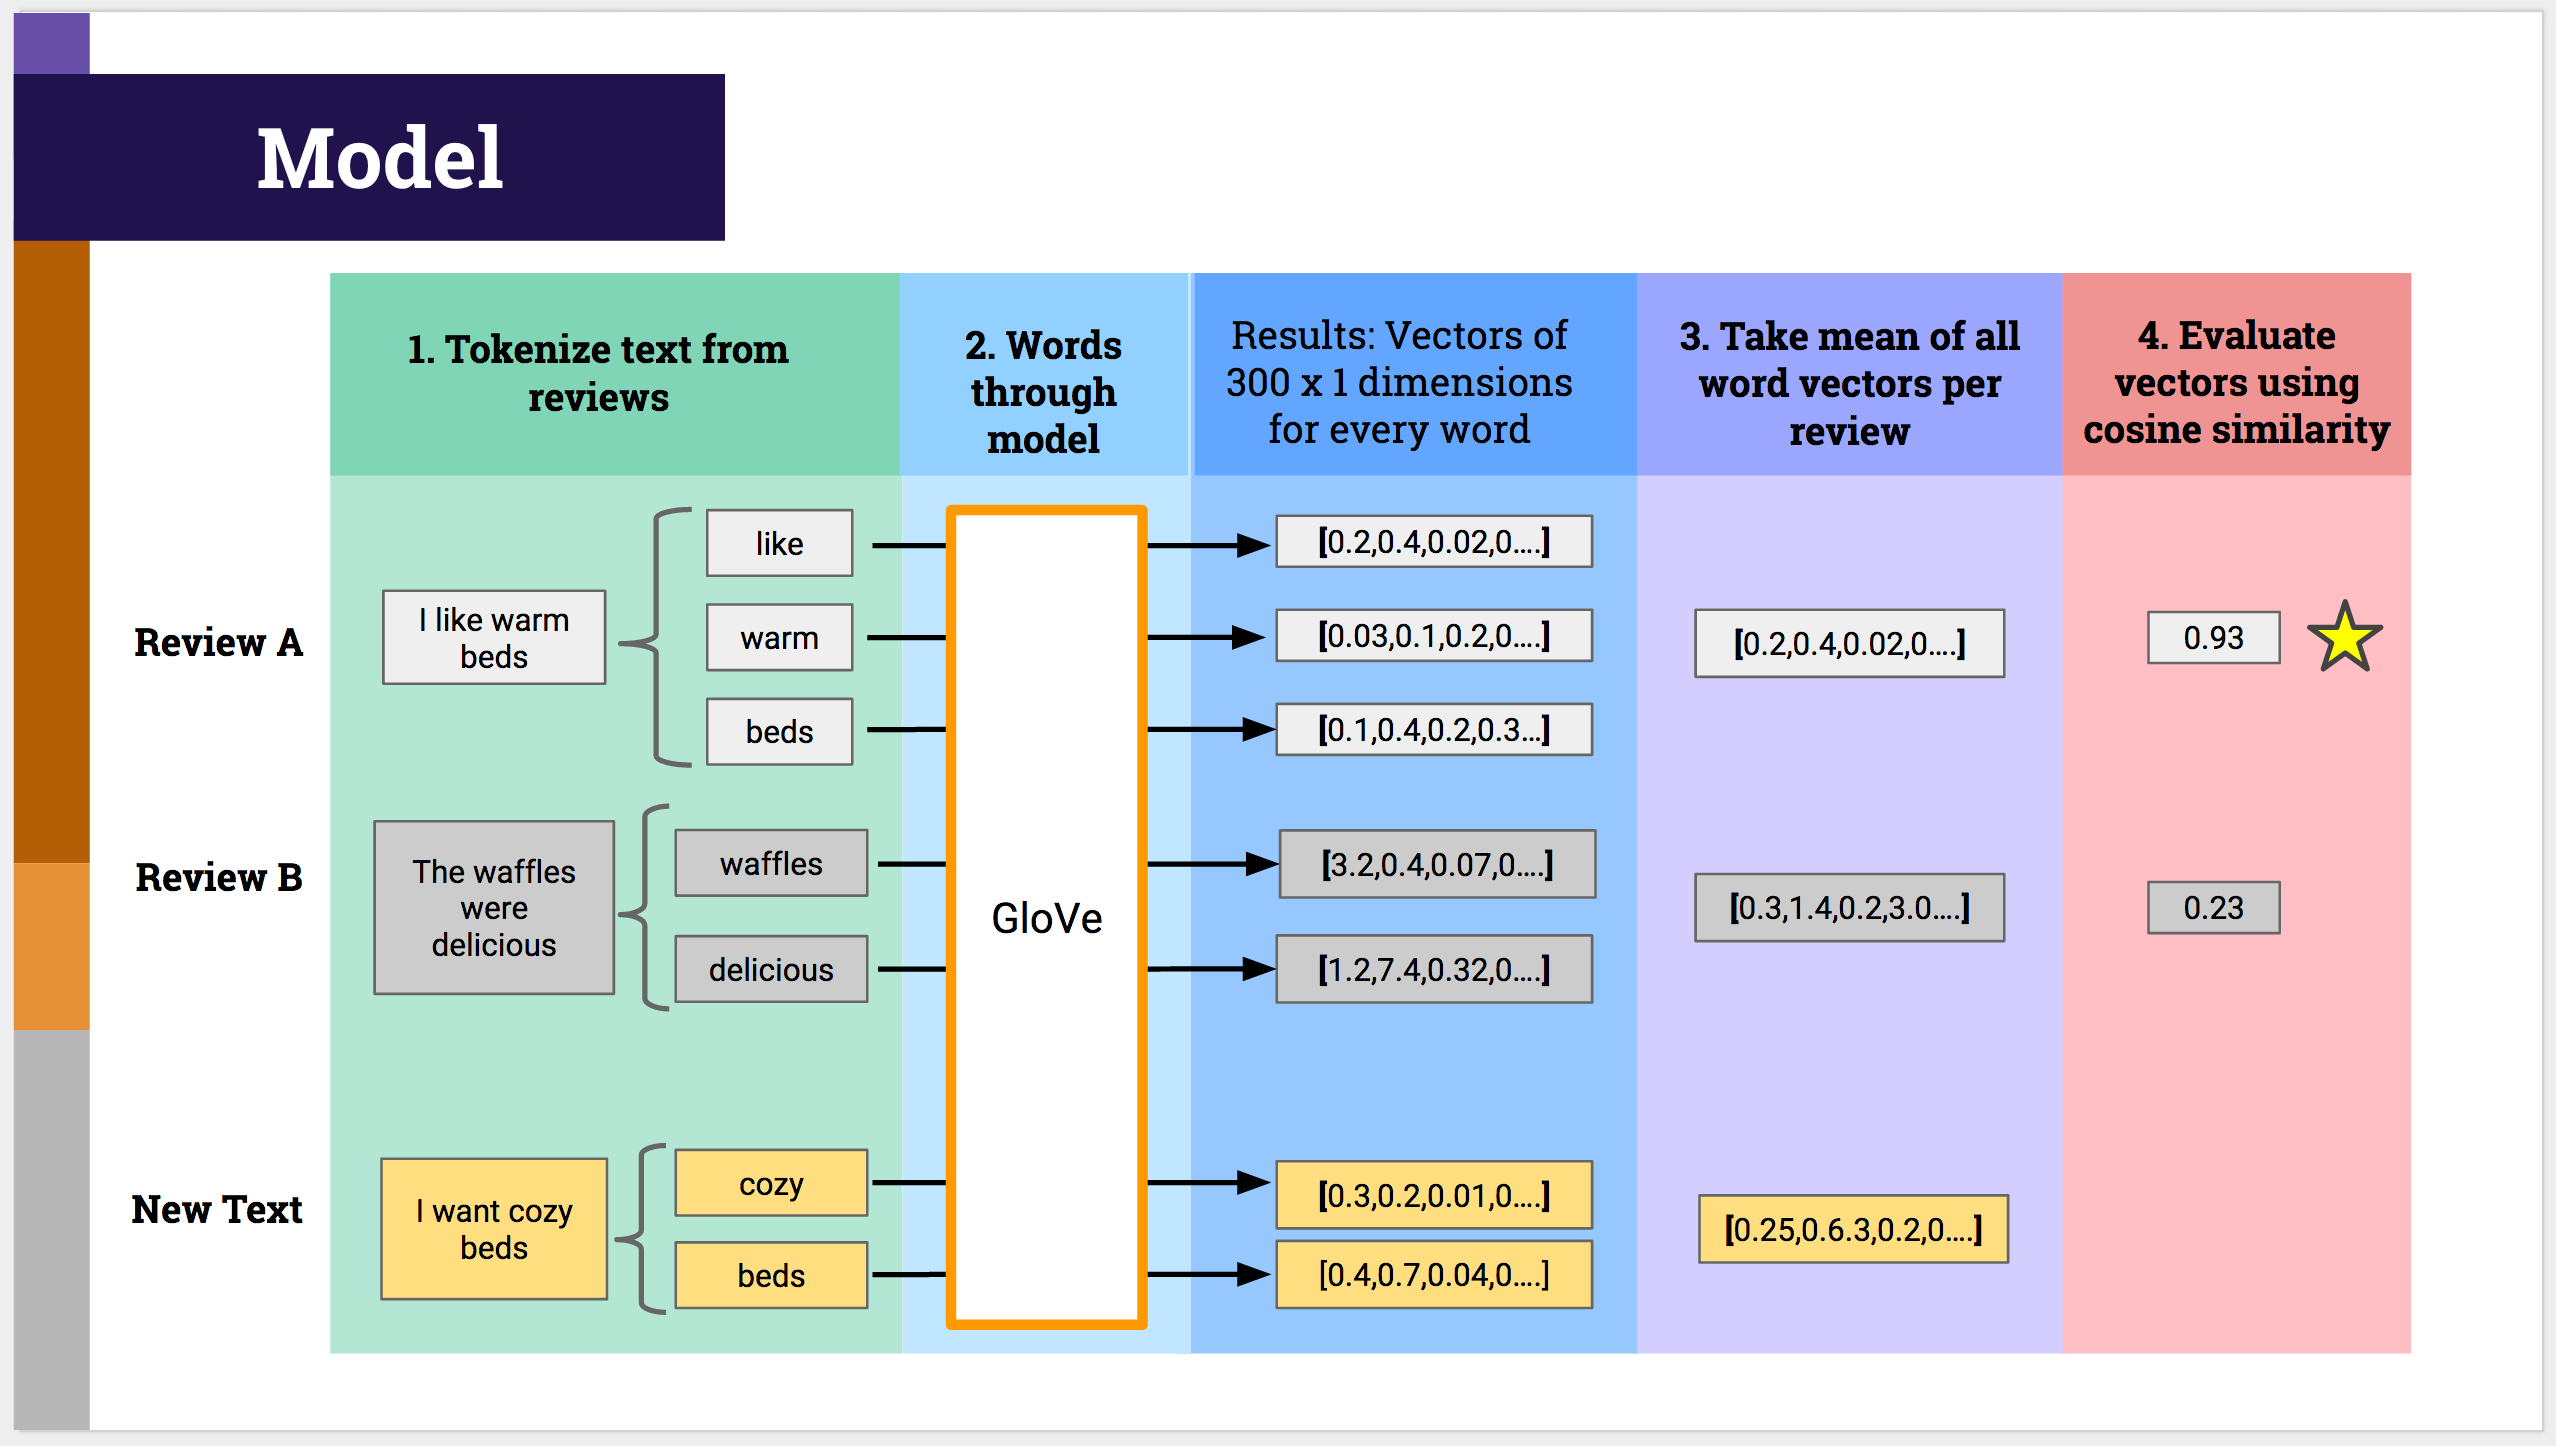 Model
1. Tokenize text from
reviews
2. Words
through
model
Results: Vectors of
300 x 1 dimensions
for every word
3. Take mean of all
word vectors per
review
4. Evaluate
vectors using
cosine similarity
Review A
I like warm
beds
like
warm
beds
[0.2,0.4,0.02,0....]
[0.03,0.1,0.2,0....]
[0.1,0.4,0.2,0.3...]
[0.2,0.4,0.02,0....]
0.93
Review B
The waffles
were
delicious
waffles
delicious
GloVe
[3.2,0.4,0.07,0....]
[1.2,7.4,0.32,0....]
[0.3,1.4,0.2,3.0....]
0.23
New Text
I want cozy
beds
cozy
beds
[0.3,0.2,0.01,0....]
[0.4,0.7,0.04,0....]
[0.25,0.6.3,0.2,0....]